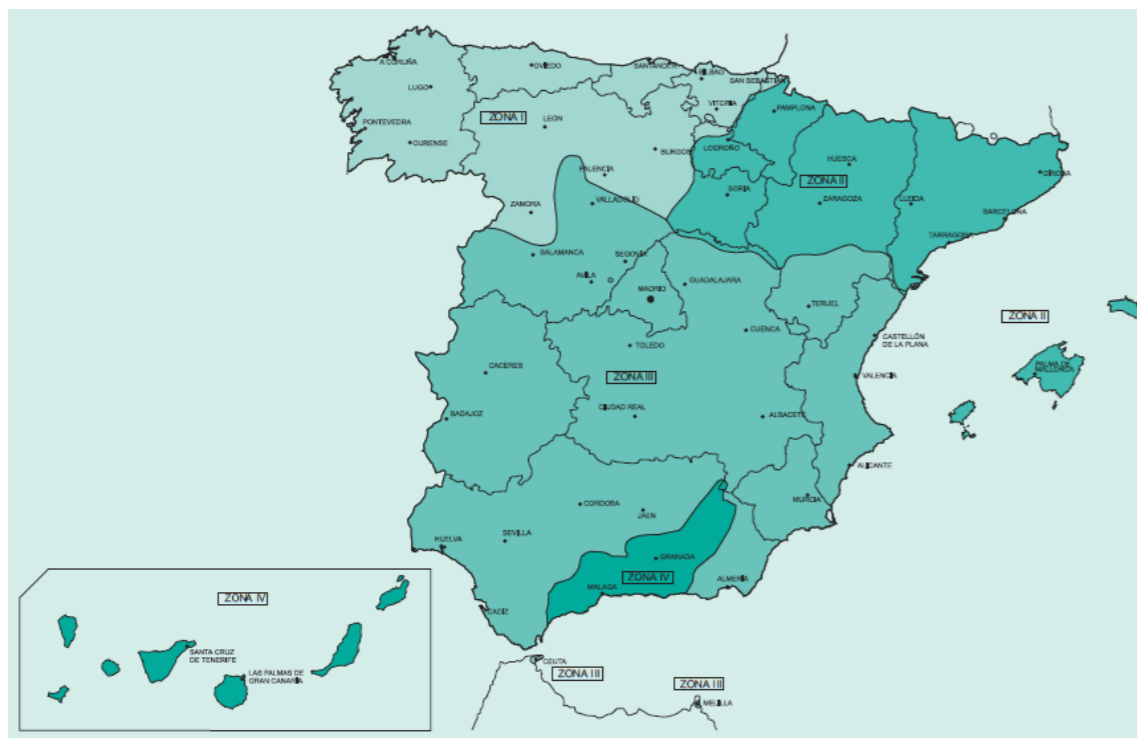 A CORUÑA
OVIEDO
SANTANDER
BILBAO
SAN SEBASTIAN
LUGO
VITORIA
PAMPLONA
ZONA I
LEON
PONTEVEDRA
OURENSE
BURGOS
LOGROÑO
HUESCA
GIRONA
PALENCIA
ZONA II
SORIA
ZAMORA
VALLADOLID
ZARAGOZA
LLEIDA
BARCELONA
TARRAGONA
SALAMANCA
SEGOVIA
AVILA
GUADALAJARA
MADRID
TERUEL
ZONA II
CUENCA
CASTELLÓN
DE LA PLANA
TOLEDO
CACERES
ZONA III
VALENCIA
PALMA DE
MALLORCA
CIUDAD REAL
BADAJOZ
ALBACETE
ALICANTE
MURCIA
CORDOBA
JAEN
SEVILLA
HUELVA
GRANADA
ZONA IV
ALMERÍA
MALAGA
CADIZ
ZONA IV
SANTA CRUZ
DE TENERIFE
LAS PALMAS DE
GRAN CANARIA
CEUTA
ZONA III
ZONA III
MELILLA